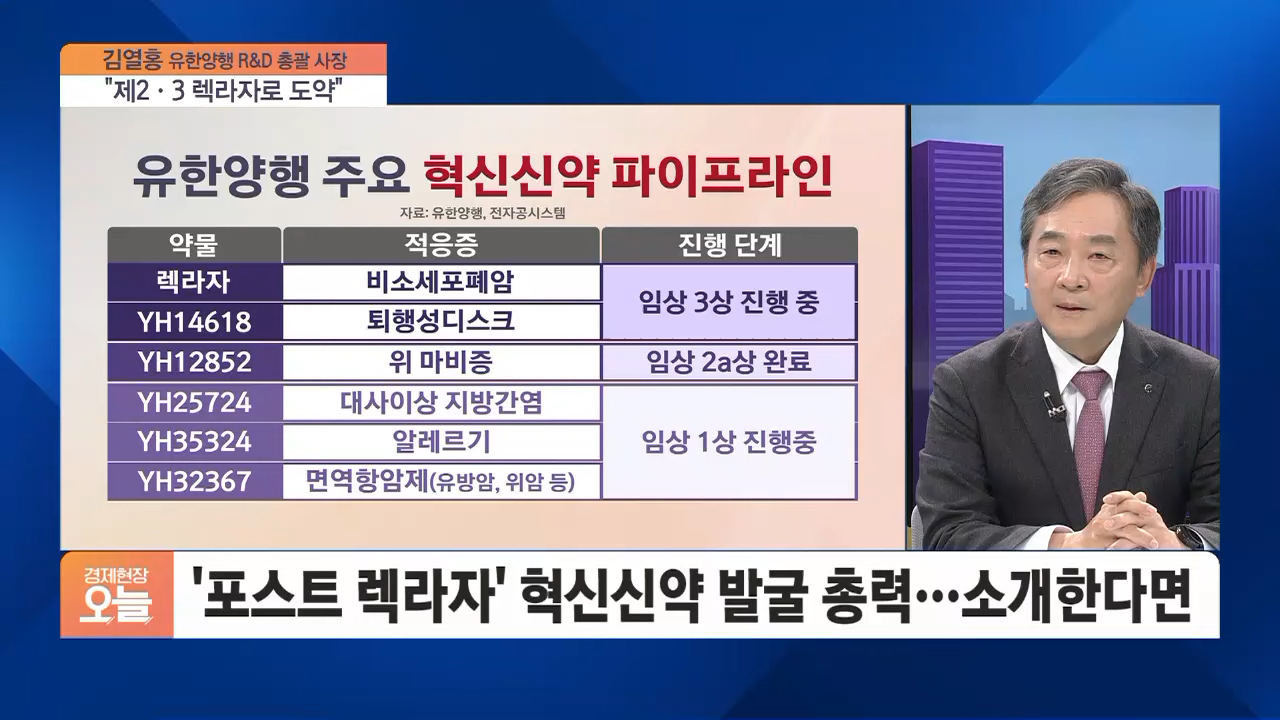 김열홍 유한양행 R&D 총괄 사장
"제2·3 렉라자로 도약"
유한양행 주요 혁신신약 파이프라인
자료: 유한양행, 전자공시스템
약물 적응증 진행 단계
렉라자 비소세포폐암
임상 3상 진행 중
YH14618 퇴행성디스크
YH12852 위 마비증 임상 2a상 완료
YH25724 대사이상 지방간염
YH35324 알레르기 임상 1상 진행중
YH32367 면역항암제(유방암, 위암 등)
경제현장
오늘
'포스트 렉라자' 혁신신약 발굴 총력…소개한다면